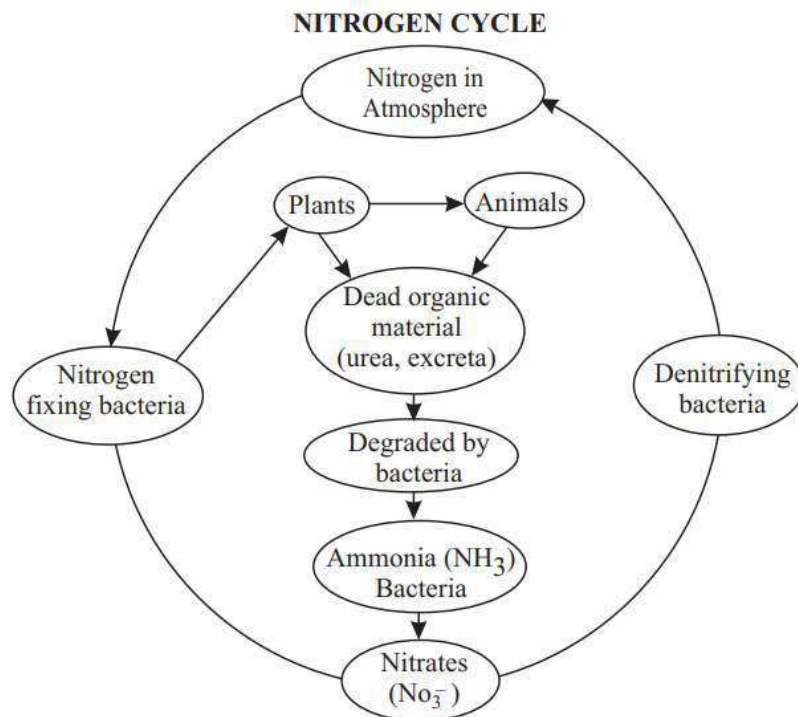 NITROGEN CYCLE
Nitrogen in
Atmosphere
Plants
Animals
Dead organic
material
(urea, excreta)
Nitrogen
fixing bacteria
Denitrifying
bacteria
Degraded by
bacteria
Ammonia (NH₃)
Bacteria
Nitrates
(No₃⁻)